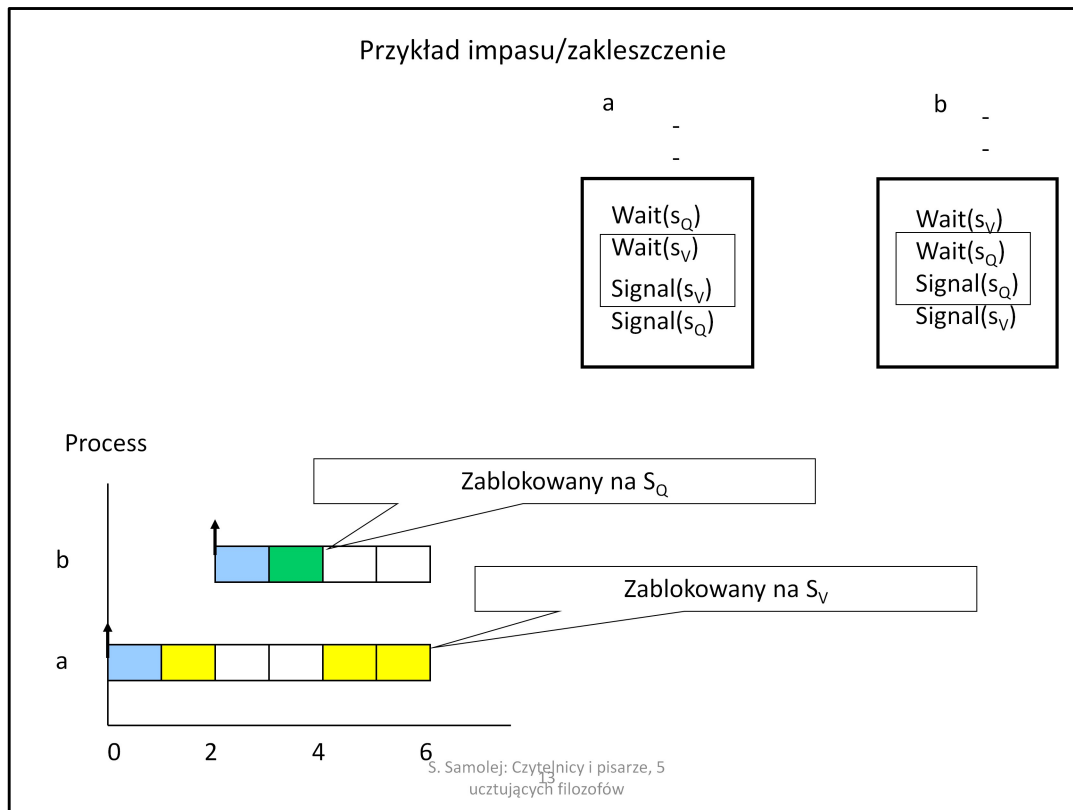 Przykład impasu/zakleszczenie
a
-
-
Wait(sQ)
Wait(sV)
Signal(sV)
Signal(sQ)
b
-
-
Wait(sV)
Wait(sQ)
Signal(sQ)
Signal(sV)
Process
Zablokowany na SQ
b
Zablokowany na SV
a
0 2 4 6
S. Samolej: Czytelnicy i pisarze, 5
ucztujących filozofów
13